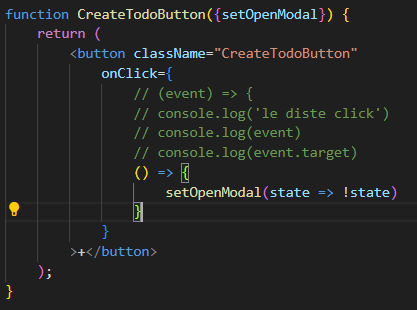 function CreateTodoButton({setOpenModal}) {
    return (
        <button className="CreateTodoButton"
            onClick={
                // (event) => {
                // console.log('le diste click')
                // console.log(event)
                // console.log(event.target)
                () => {
                    setOpenModal(state => !state)
                }
            }
        >+</button>
    );
}